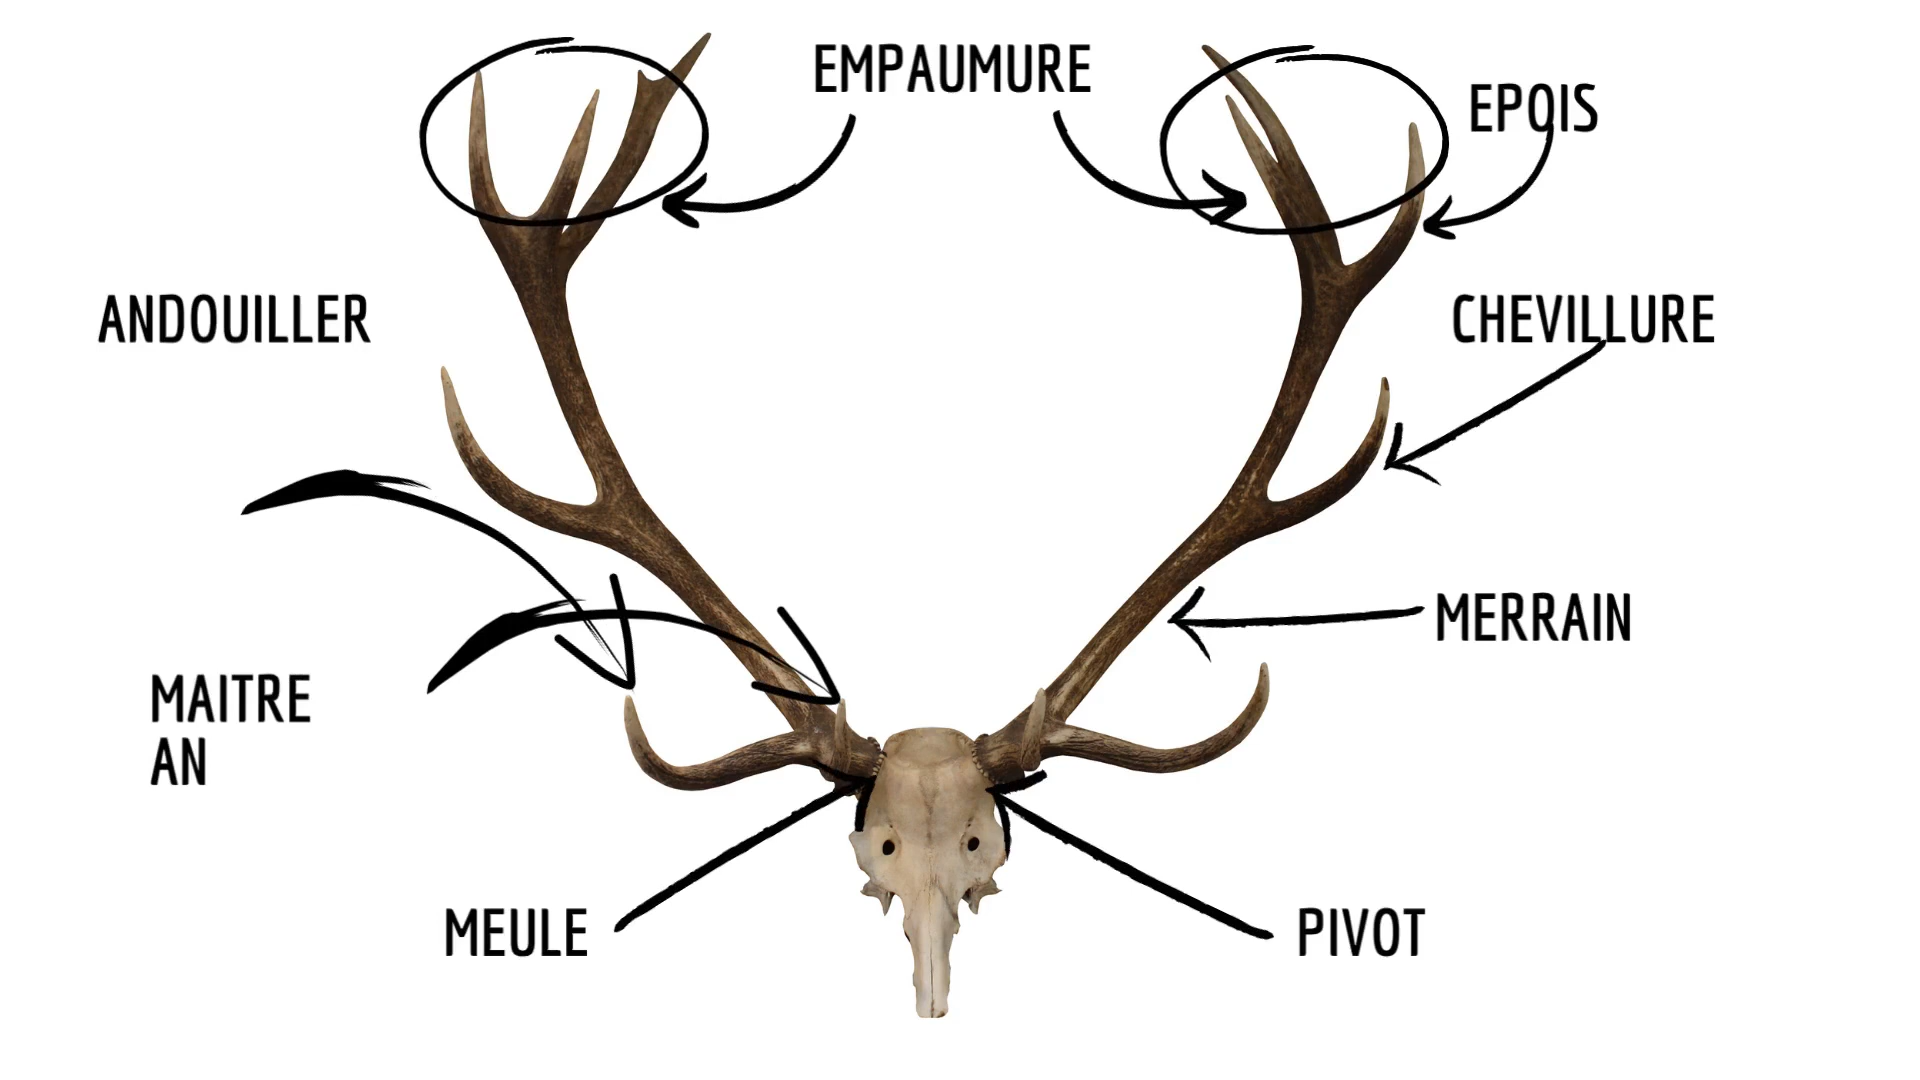 EMPAUMURE
EPOIS
ANDOUILLER
CHEVILLURE
MERRAIN
MAITRE
AN
MEULE
PIVOT